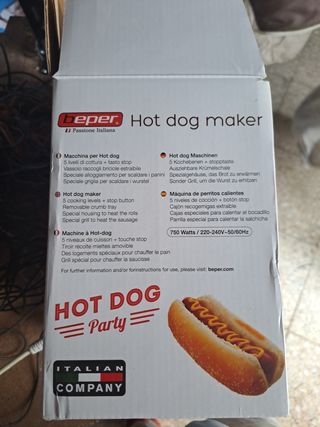 beper
Passione Italiana
Hot dog maker
Macchina per Hot dog
5 livelli di cottura + tasto stop
Vassoio raccogli briciole estraibile
Speciale alloggiamento per scaldare i panini
Speciale griglia per scaldare i wurstel
Hot dog maker
5 cooking levels + stop button
Removable crumb tray
Special housing to heat the rolls
Special grill to heat the sausage
Machine à Hot-dog
5 niveaux de cuisson + touche stop
Tiroir récolte miettes amovible
Des logements spéciaux pour chauffer le pain
Gril spécial pour chauffer la saucisse
Hot dog Maschinen
5 Kochebenen + stopptaste
Ausziehbare Krümelschale
Spezialgehäuse, das Brot zu erwärmen
Sonder Grill, um die Wurst zu erhitzen
Máquina de perritos calientes
5 niveles de cocción + botón stop
Cajón recogemigas extraible
Cajas especiales para calentar el bocadillo
Parrilla especial para calentar la salchicha
750 Watts / 220-240V~50/60Hz
For further information and/or forinstructions for use, please visit: beper.com
HOT DOG
Party
ITALIAN
COMPANY